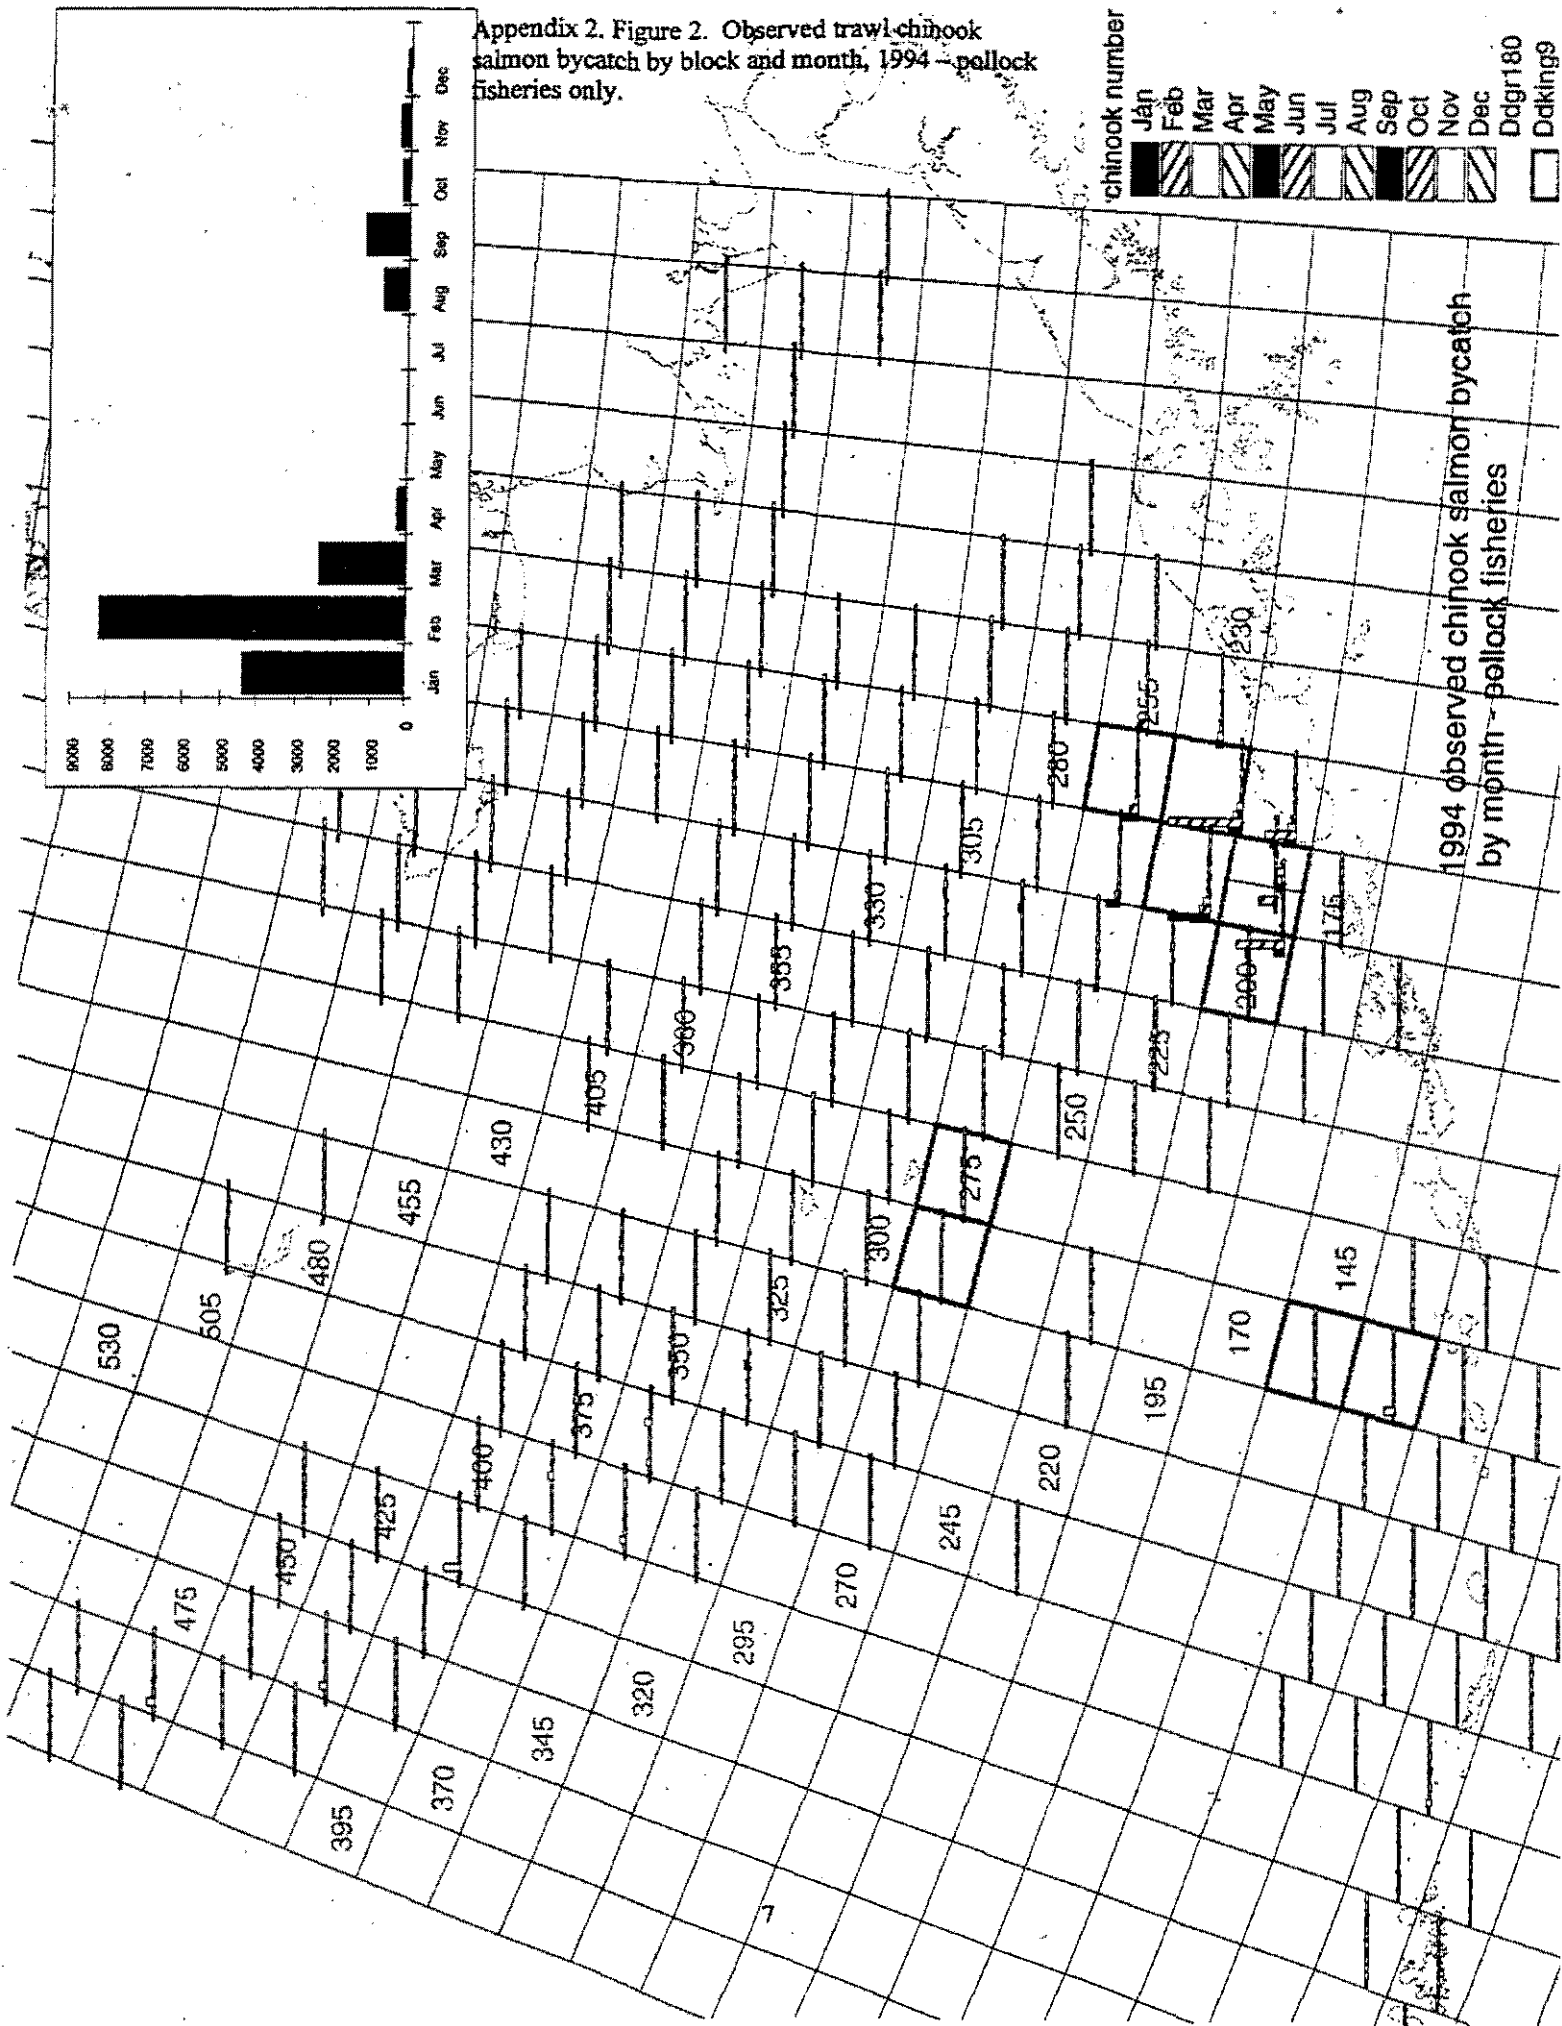 Appendix 2. Figure 2. Observed trawl chinook
salmon bycatch by block and month, 1994 – pollock
fisheries only.
9000
8000
7000
6000
5000
4000
3000
2000
1000
0
Jan
Feb
Mar
Apr
May
Jun
Jul
Aug
Sep
Oct
Nov
Dec
chinook number
Jan
Feb
Mar
Apr
May
Jun
Jul
Aug
Sep
Oct
Nov
Dec
Ddgr180
Ddking9
1994 observed chinook salmon bycatch
by month - pollock fisheries
530
505
480
455
430
405
380
355
330
305
280
255
230
475
450
425
400
375
350
325
300
275
250
225
200
175
395
370
345
320
295
270
245
220
195
170
145
7